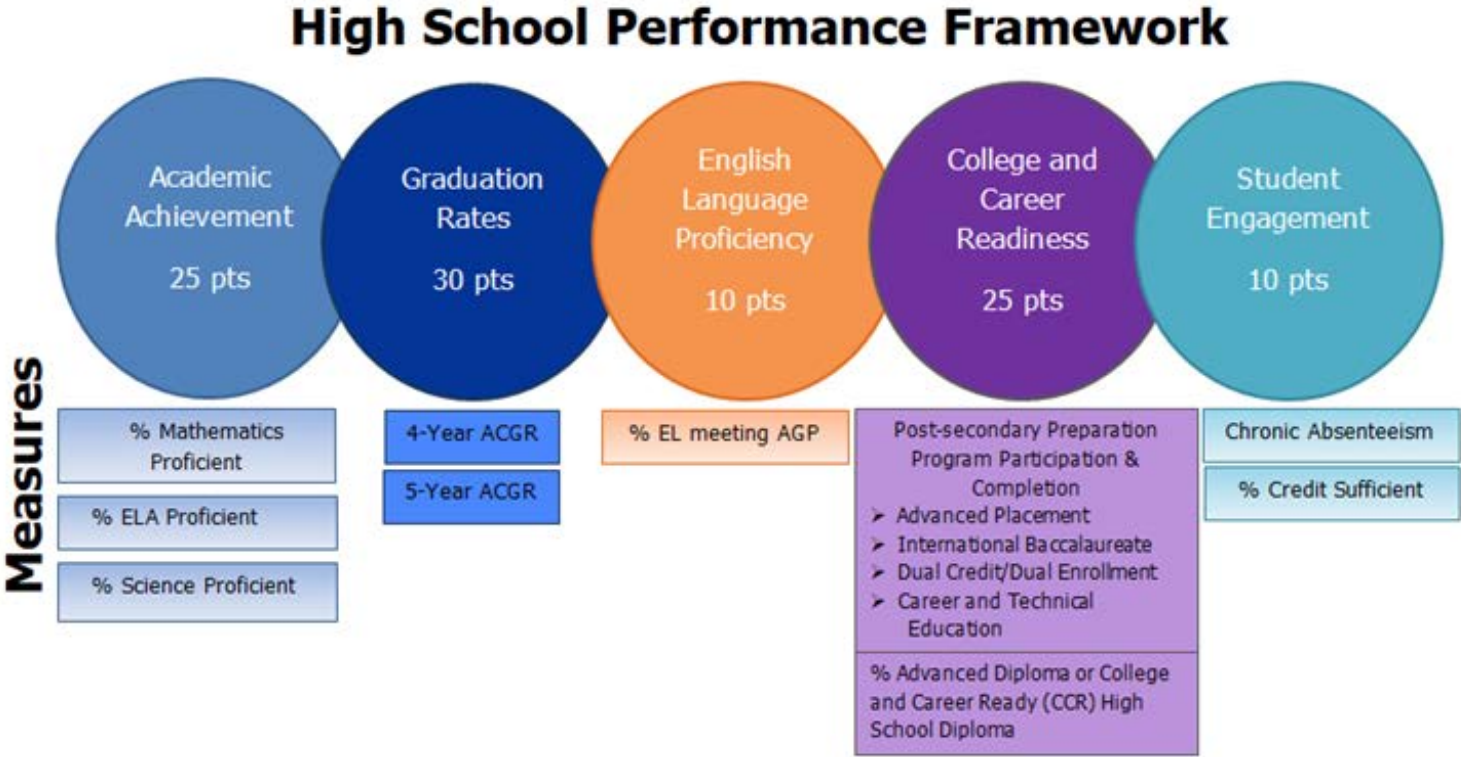 High School Performance Framework
Academic
Achievement
25 pts
Graduation
Rates
30 pts
English
Language
Proficiency
10 pts
College and
Career
Readiness
25 pts
Student
Engagement
10 pts
Measures
% Mathematics
Proficient
% ELA Proficient
% Science Proficient
4-Year ACGR
5-Year ACGR
% EL meeting AGP
Post-secondary Preparation
Program Participation &
Completion
➤ Advanced Placement
➤ International Baccalaureate
➤ Dual Credit/Dual Enrollment
➤ Career and Technical
Education
% Advanced Diploma or College
and Career Ready (CCR) High
School Diploma
Chronic Absenteeism
% Credit Sufficient